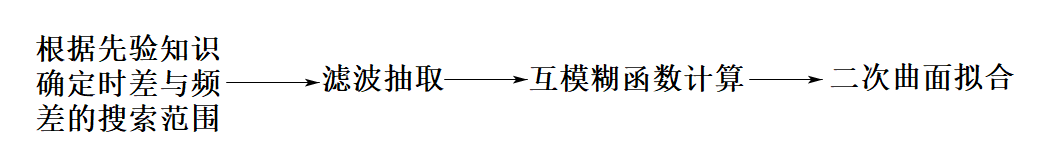 根据先验知识
确定时差与频
差的搜索范围
滤波抽取
互模糊函数计算
二次曲面拟合